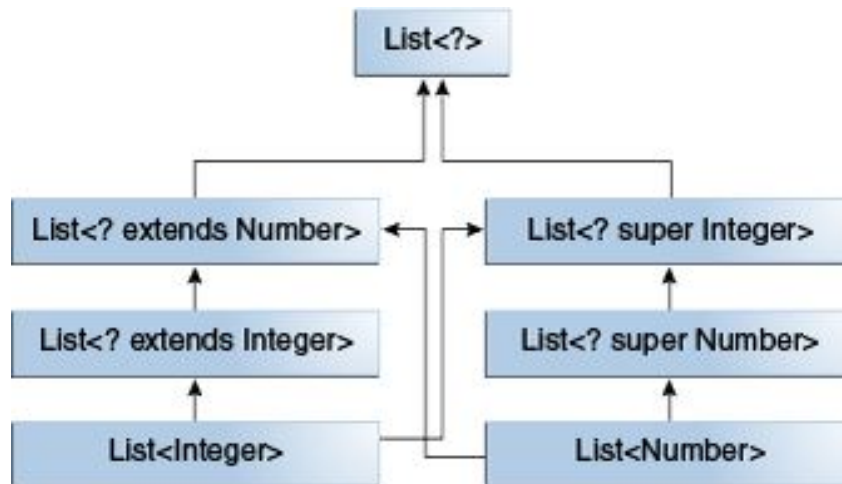 List<?>
List<? extends Number>
List<? super Integer>
List<? extends Integer>
List<? super Number>
List<Integer>
List<Number>